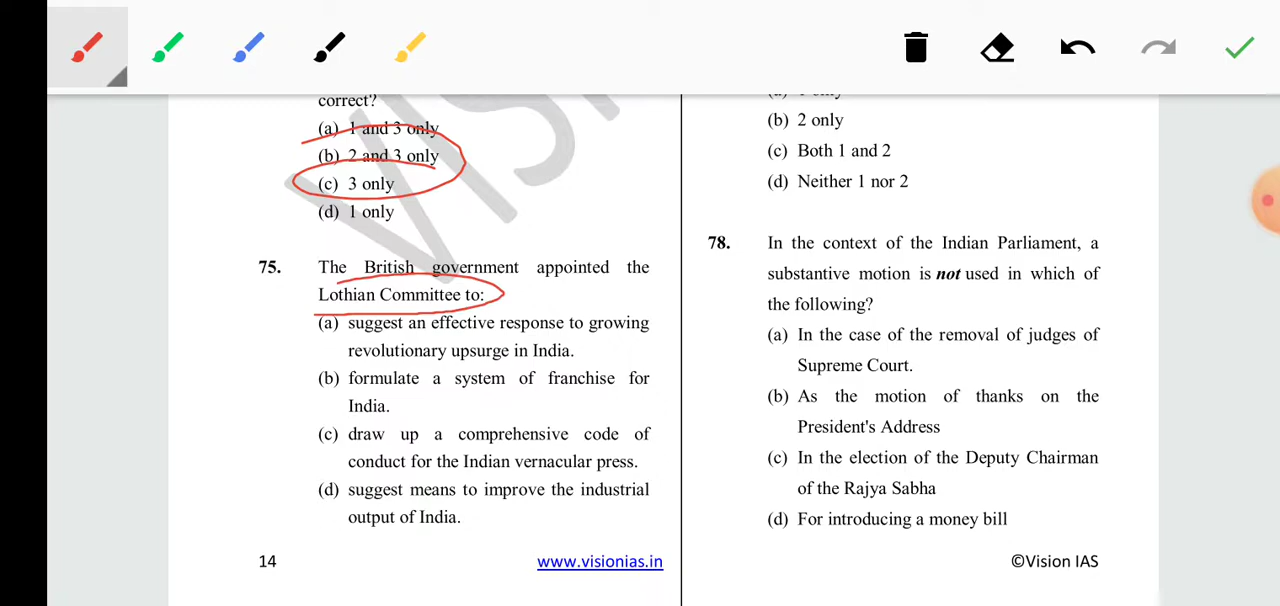 correct?
(a) 1 and 3 only
(b) 2 and 3 only
(c) 3 only
(d) 1 only
75. The British government appointed the
Lothian Committee to:
(a) suggest an effective response to growing
revolutionary upsurge in India.
(b) formulate a system of franchise for
India.
(c) draw up a comprehensive code of
conduct for the Indian vernacular press.
(d) suggest means to improve the industrial
output of India.
14
www.visionias.in
(b) 2 only
(c) Both 1 and 2
(d) Neither 1 nor 2
78. In the context of the Indian Parliament, a
substantive motion is not used in which of
the following?
(a) In the case of the removal of judges of
Supreme Court.
(b) As the motion of thanks on the
President's Address
(c) In the election of the Deputy Chairman
of the Rajya Sabha
(d) For introducing a money bill
©Vision IAS